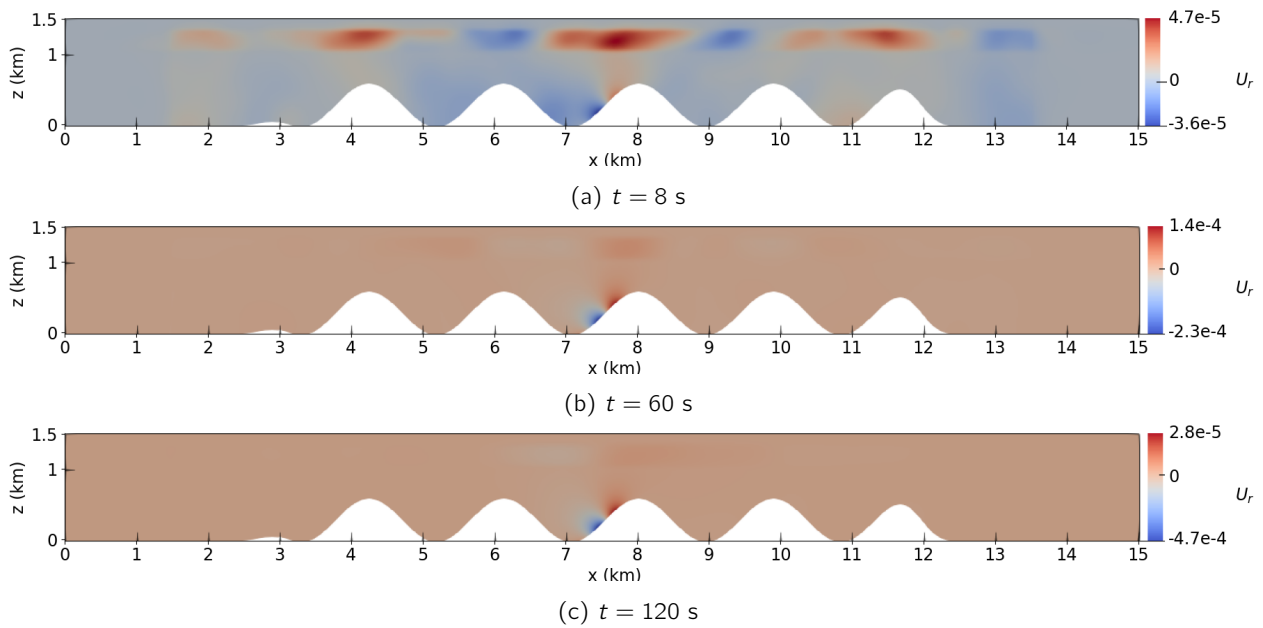 1.5
1
0
z (km)
0 1 2 3 4 5 6 7 8 9 10 11 12 13 14 15
x (km)
4.7e-5
0
-3.6e-5
U_r
(a) t = 8 s
1.5
1
0
z (km)
0 1 2 3 4 5 6 7 8 9 10 11 12 13 14 15
x (km)
1.4e-4
0
-2.3e-4
U_r
(b) t = 60 s
1.5
1
0
z (km)
0 1 2 3 4 5 6 7 8 9 10 11 12 13 14 15
x (km)
2.8e-5
0
-4.7e-4
U_r
(c) t = 120 s